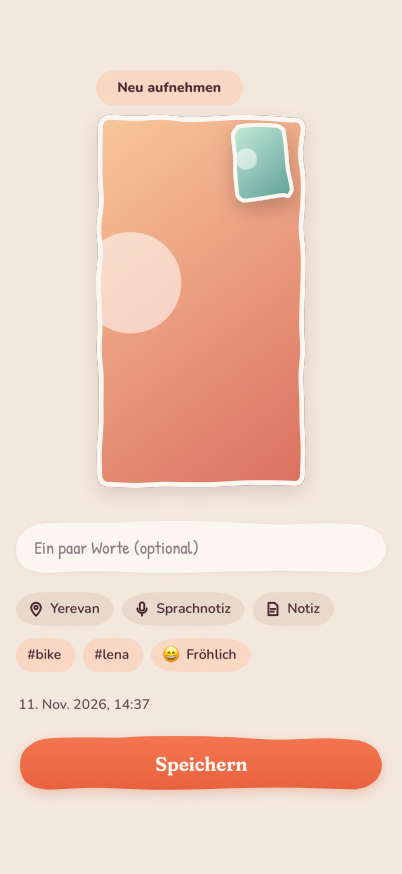 Neu aufnehmen
Ein paar Worte (optional)
Yerevan Sprachnotiz Notiz
#bike #lena 😄 Fröhlich
11. Nov. 2026, 14:37
Speichern